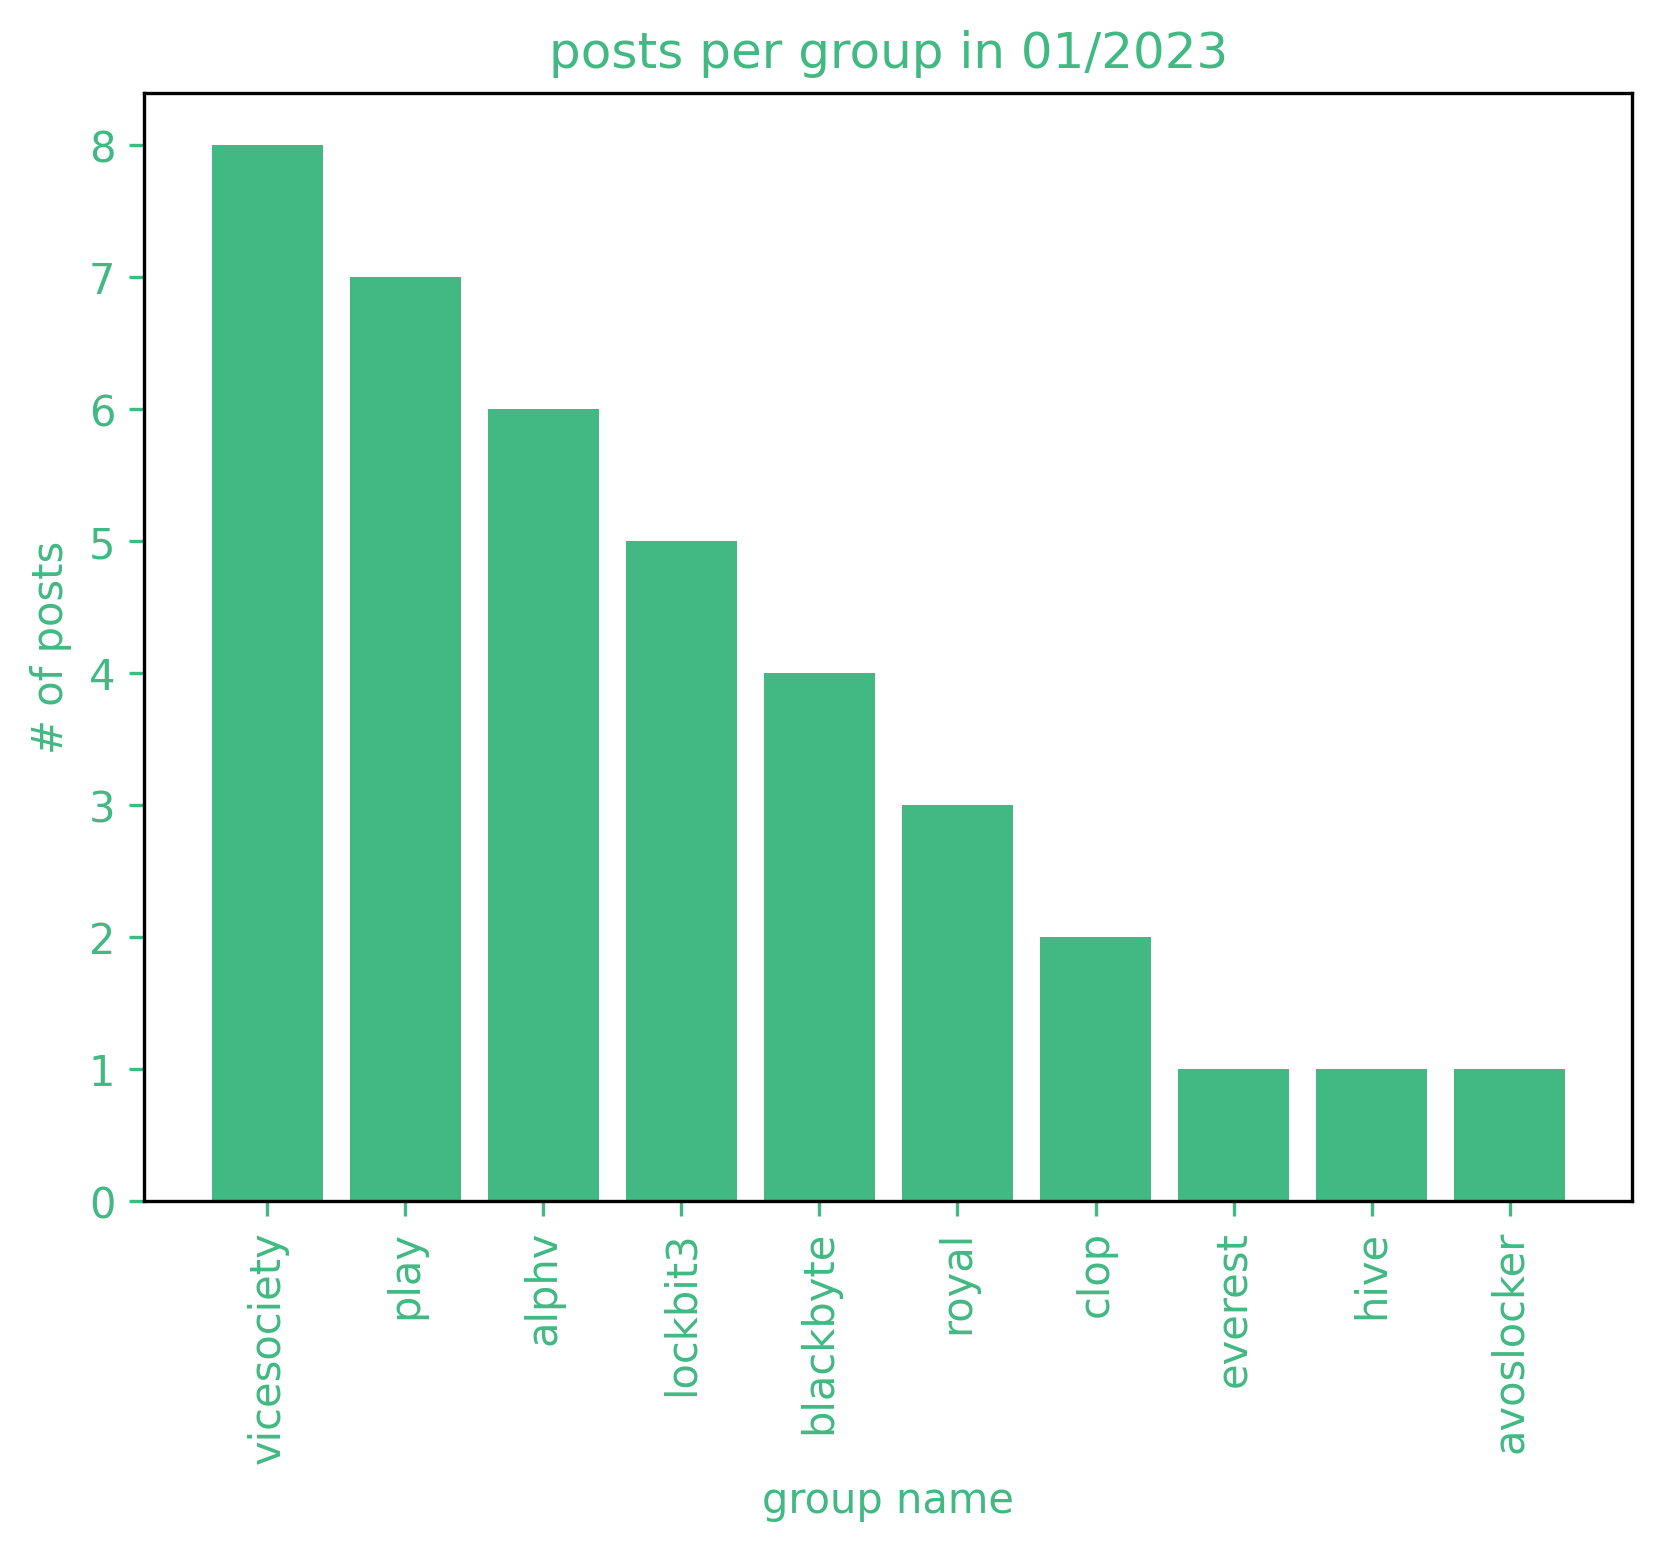 posts per group in 01/2023
# of posts
8
7
6
5
4
3
2
1
0
vicesociety
play
alphv
lockbit3
blackbyte
royal
clop
everest
hive
avoslocker
group name